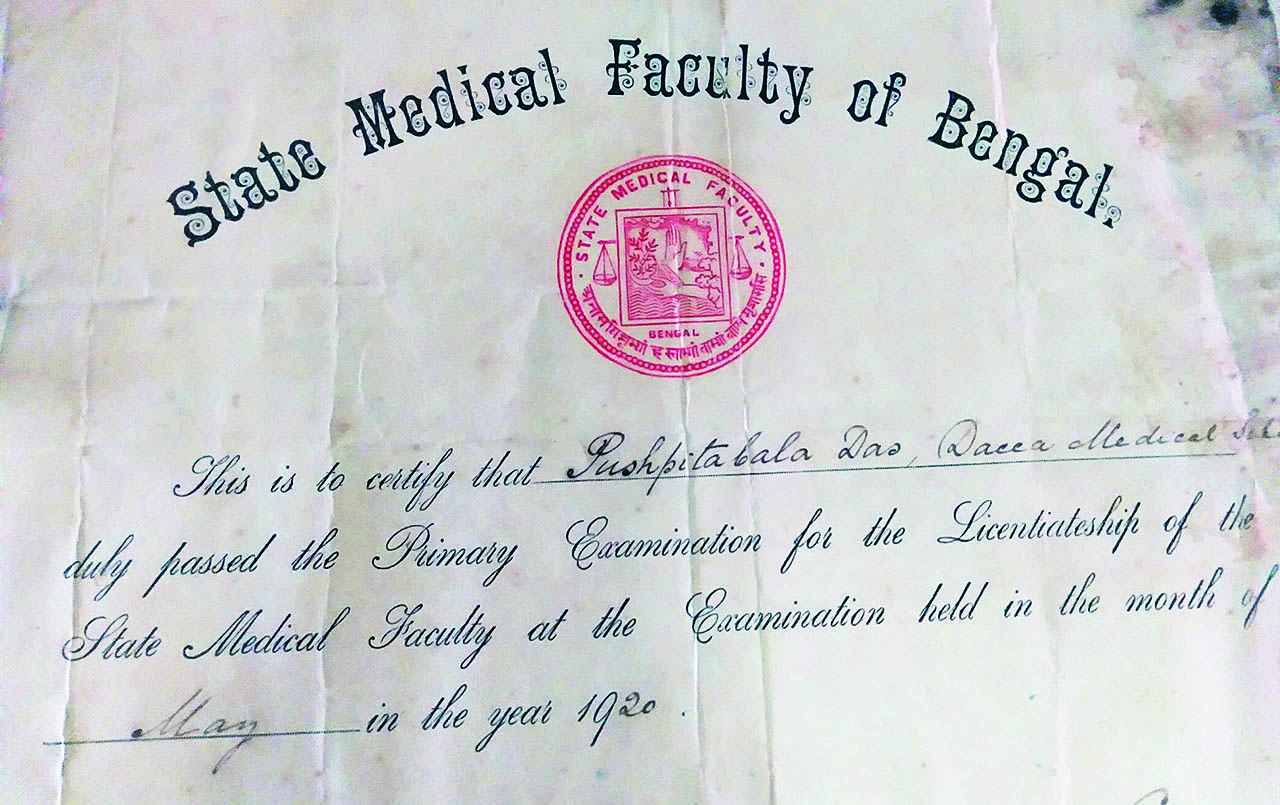 State Medical Faculty of Bengal.
STATE MEDICAL FACULTY
BENGAL
This is to certify that Pushpitabala Das, Dacca Medical
duly passed the Primary Examination for the Licentiateship of the
State Medical Faculty at the Examination held in the month of
May in the year 1920.